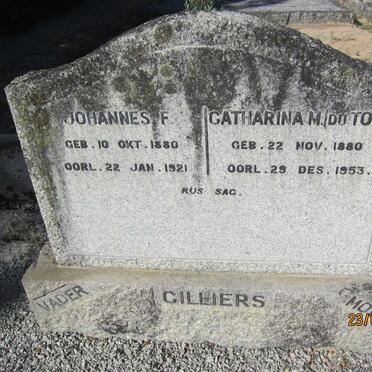 JOHANNES F. CATHARINA M. (DU TO
GEB. 10 OKT. 1880 GEB. 22 NOV. 1880
OORL. 22 JAN. 1921 OORL. 29 DES. 1953.
RUS SAG.
VADER CILLIERS MO
23/